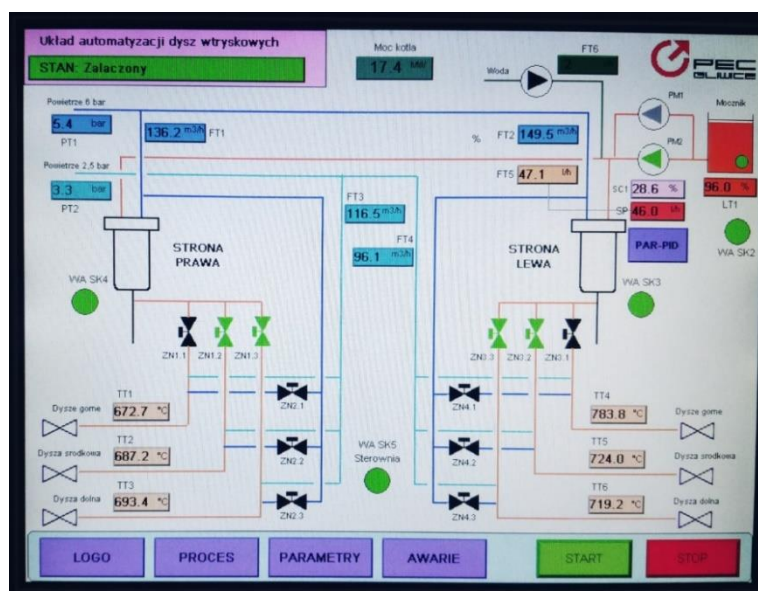 Układ automatyzacji dysz wtryskowych
STAN: Zalaczony
Moc kotła
17.4 MW
Woda
FT6
PEC
GLIWICE
Powietrze 6 bar
5.4 bar
PT1
136.2 m3/h FT1
% FT2 149.5 m3/h
PM1
PM2
Mocznik
Powietrze 2,5 bar
3.3 bar
PT2
FT5 47.1 l/h
SC1 28.6 %
SP 46.0 l/h
96.0 %
LT1
FT3
116.5 m3/h
FT4
96.1 m3/h
PAR-PID
WA SK2
STRONA
PRAWA
STRONA
LEWA
WA SK4
WA SK3
ZN1.1 ZN1.2 ZN1.3
ZN3.3 ZN3.2 ZN3.1
TT1
Dysze gorne 672.7 °C
ZN2.1
ZN4.1
TT4
783.8 °C Dysze gorne
TT2
Dysza srodkowa 687.2 °C
ZN2.2
WA SK5
Sterownia
ZN4.2
TT5
724.0 °C Dysza srodkowa
TT3
Dysza dolna 693.4 °C
ZN2.3
ZN4.3
TT6
719.2 °C Dysza dolna
LOGO PROCES PARAMETRY AWARIE START STOP